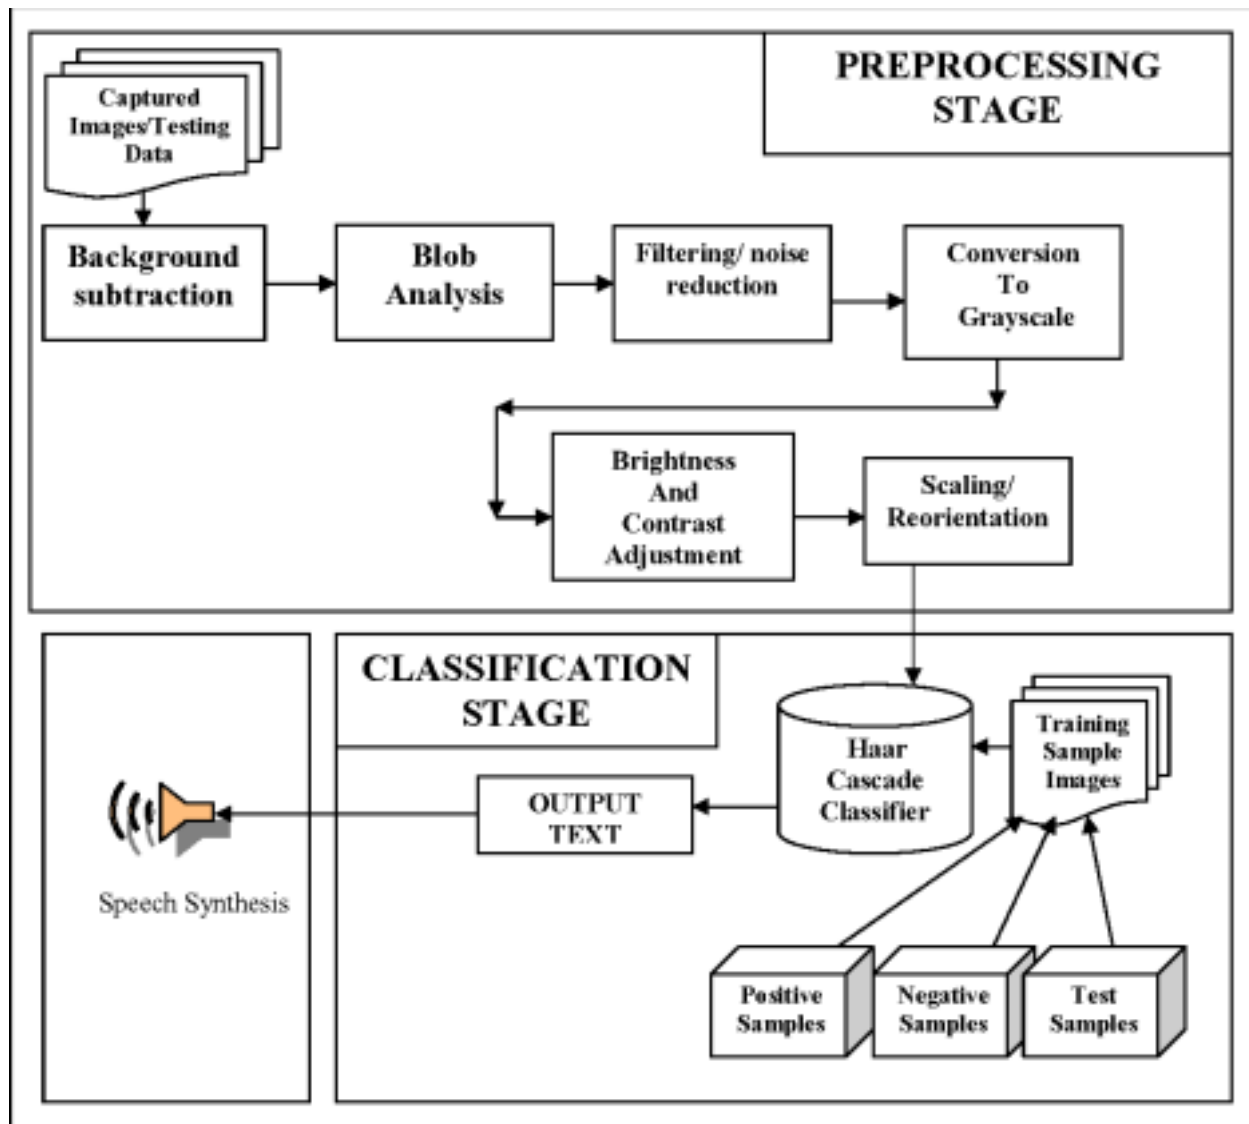 PREPROCESSING
STAGE
Captured
Images/Testing
Data
Background
subtraction
Blob
Analysis
Filtering/ noise
reduction
Conversion
To
Grayscale
Brightness
And
Contrast
Adjustment
Scaling/
Reorientation
CLASSIFICATION
STAGE
Haar
Cascade
Classifier
Training
Sample
Images
OUTPUT
TEXT
Speech Synthesis
Positive
Samples
Negative
Samples
Test
Samples